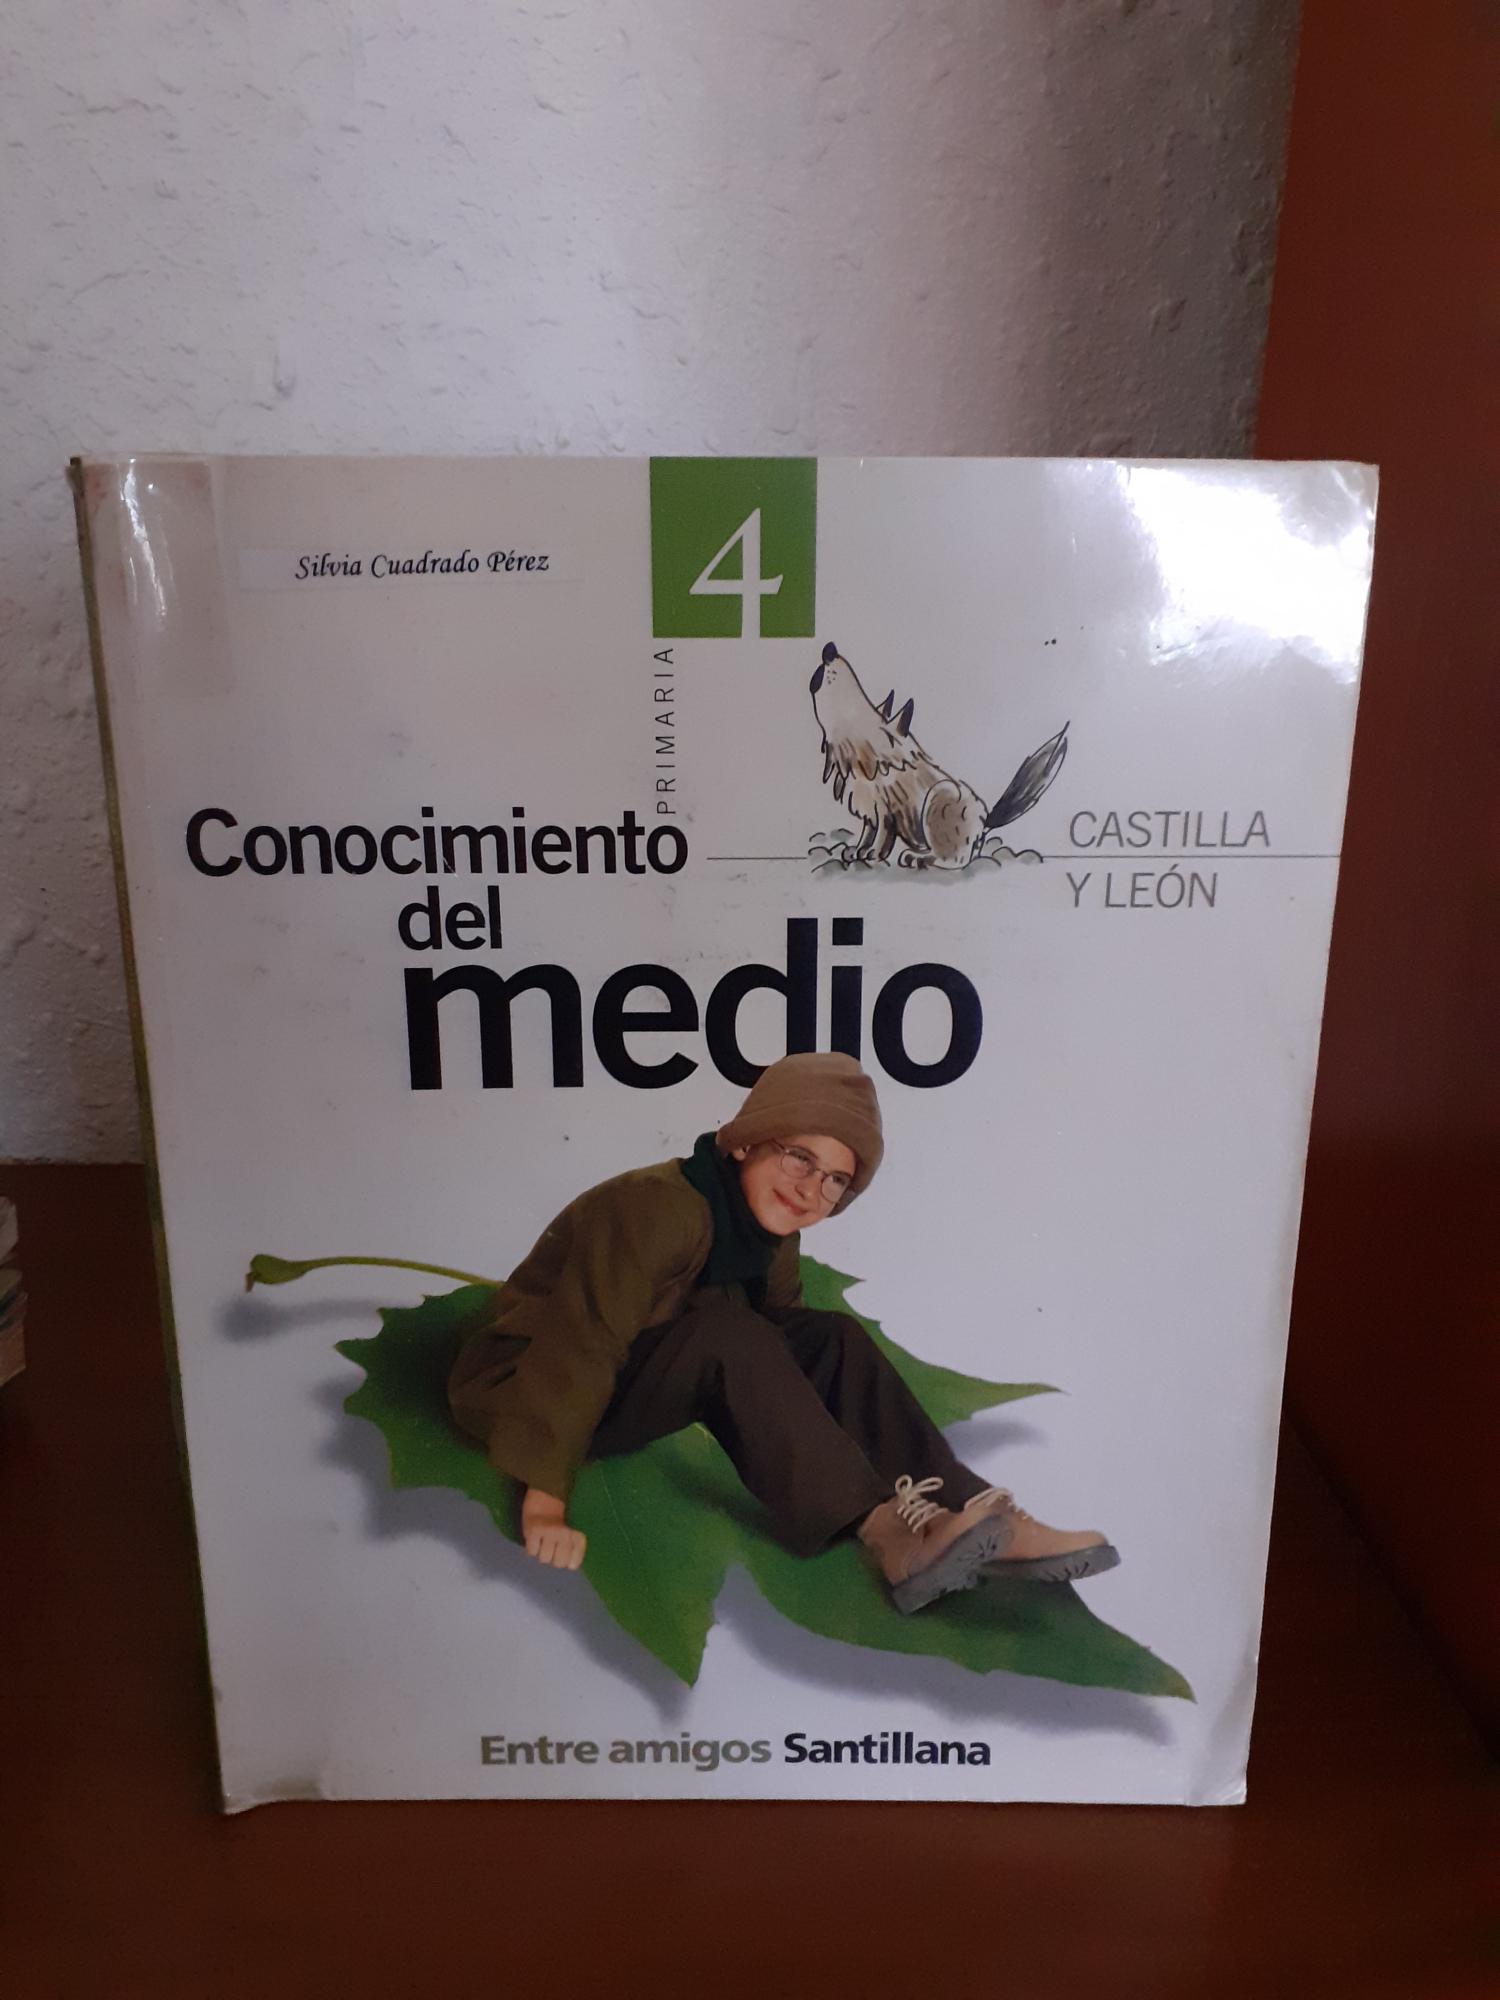 Silvia Cuadrado Pérez
4
PRIMARIA
Conocimiento
del
medio
CASTILLA
Y LEÓN
Entre amigos Santillana